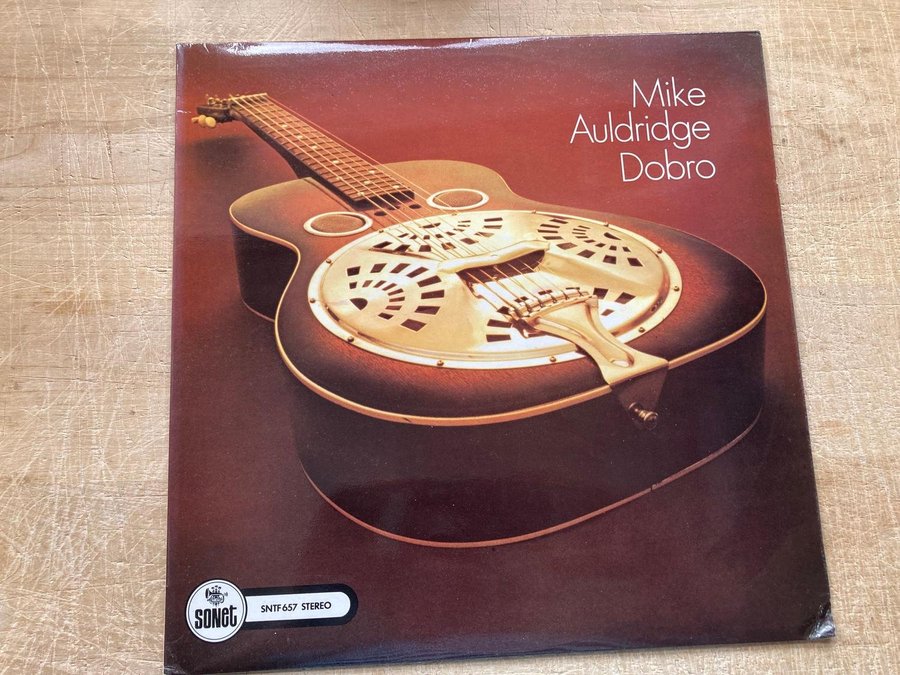 Mike
Auldridge
Dobro
SONET
SNTF 657 STEREO